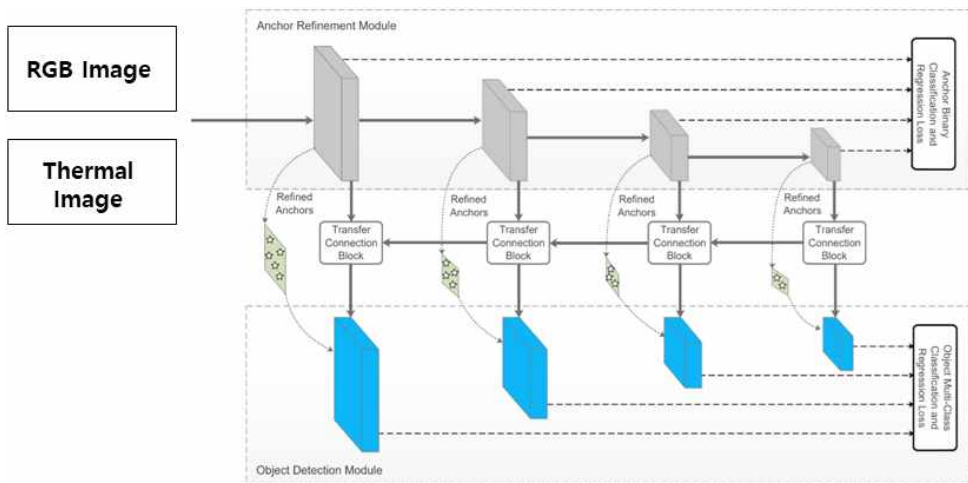 Anchor Refinement Module
RGB Image
Thermal
Image
Anchor Binary
Classification and
Regression Loss
Refined
Anchors
Refined
Anchors
Refined
Anchors
Refined
Anchors
Transfer
Connection
Block
Transfer
Connection
Block
Transfer
Connection
Block
Transfer
Connection
Block
Object Multi-Class
Classification and
Regression Loss
Object Detection Module